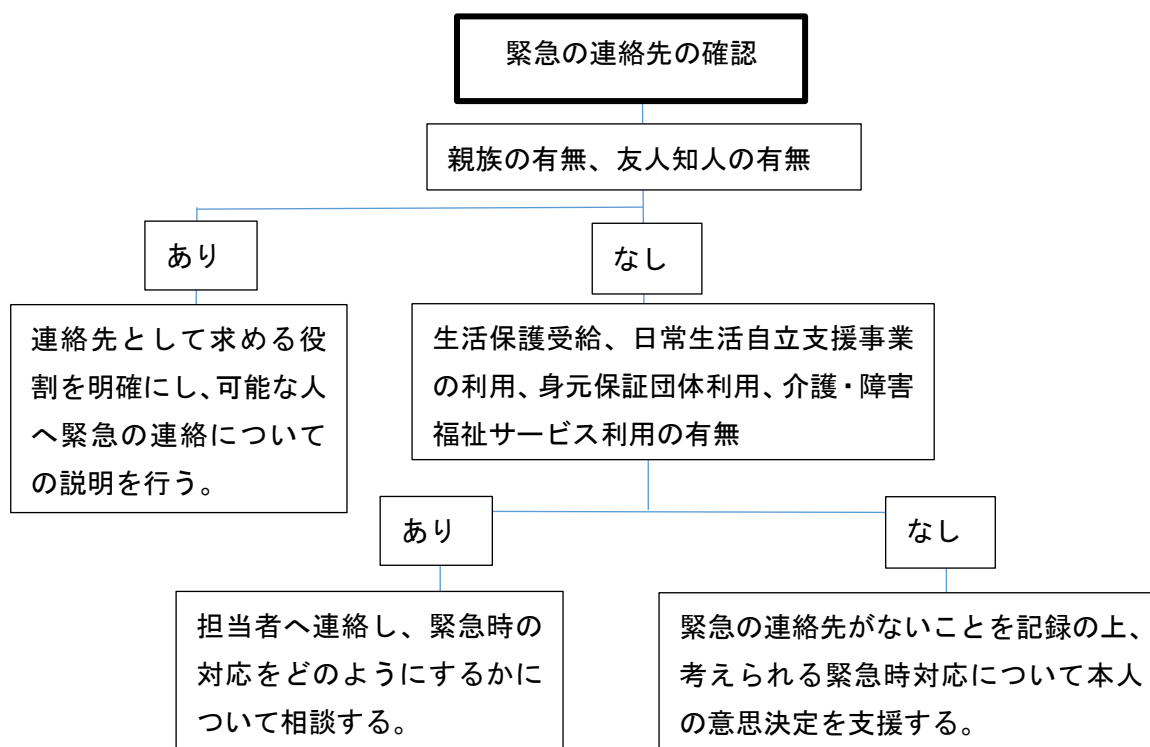 緊急の連絡先の確認
親族の有無、友人知人の有無
あり
なし
連絡先として求める役
割を明確にし、可能な人
へ緊急の連絡について
の説明を行う。
生活保護受給、日常生活自立支援事業
の利用、身元保証団体利用、介護・障害
福祉サービス利用の有無
あり
なし
担当者へ連絡し、緊急時の
対応をどのようにするかに
ついて相談する。
緊急の連絡先がないことを記録の上、
考えられる緊急時対応について本人
の意思決定を支援する。